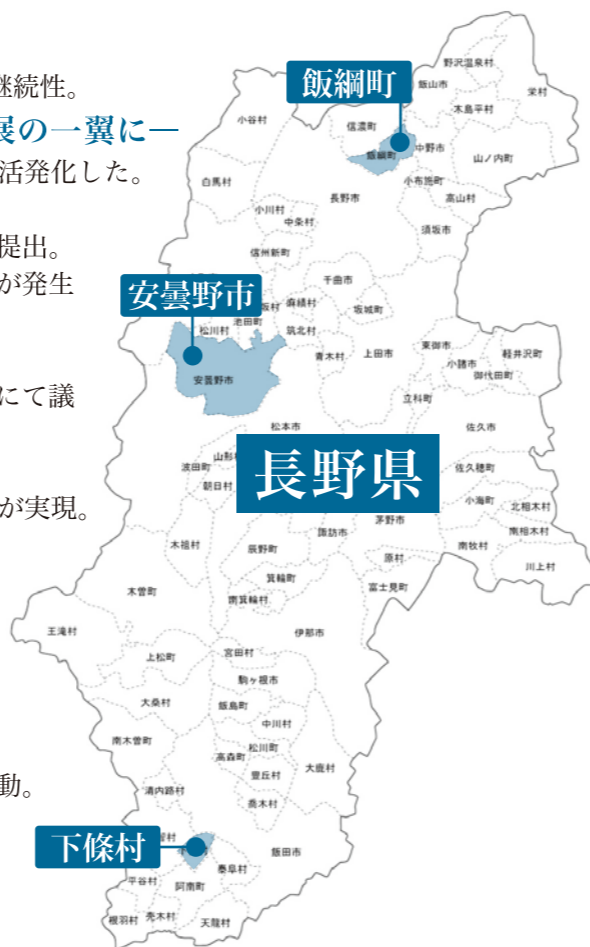 継続性。
展の一翼に―
活発化した。
提出。
が発生
にて議
が実現。
動。
飯綱町
安曇野市
長野県
下條村
野沢温泉村
栄村
飯山市
木島平村
小谷村
信濃町
飯綱町
中野市
山ノ内町
小布施町
高山村
白馬村
長野市
須坂市
小川村
中条村
信州新町
千曲市
坂城町
麻績村
坂村
池田町
松川村
筑北村
青木村
上田市
東御市
小諸市
軽井沢町
御代田町
安曇野市
立科町
松本市
佐久市
山形
波田町
朝日村
佐久穂町
小海町
北相木村
南相木村
茅野市
諏訪市
南牧村
川上村
木祖村
辰野町
原村
富士見町
箕輪町
南箕輪村
木曽町
王滝村
伊那市
宮田村
上松町
駒ヶ根市
大桑村
飯島町
中川村
南木曽町
松川町
高森町
大鹿村
豊丘村
清内路村
喬木村
村
飯田市
泰阜村
平谷村
阿南町
根羽村
売木村
天龍村